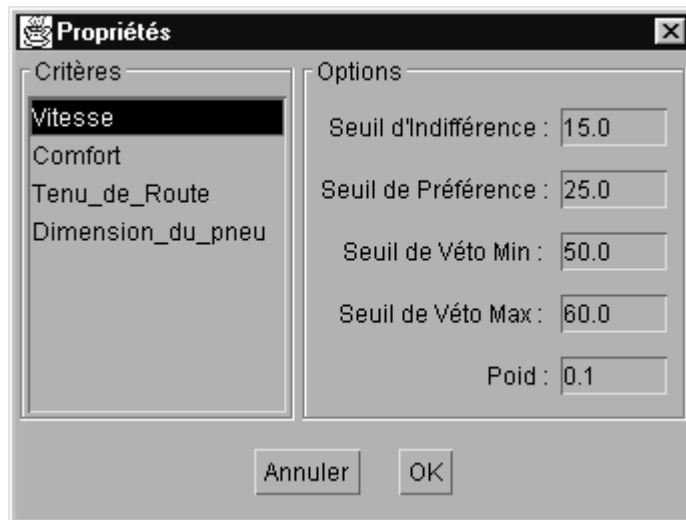 Propriétés
Critères
Vitesse
Comfort
Tenu_de_Route
Dimension_du_pneu
Options
Seuil d'Indifférence : 15.0
Seuil de Préférence : 25.0
Seuil de Véto Min : 50.0
Seuil de Véto Max : 60.0
Poid : 0.1
Annuler OK